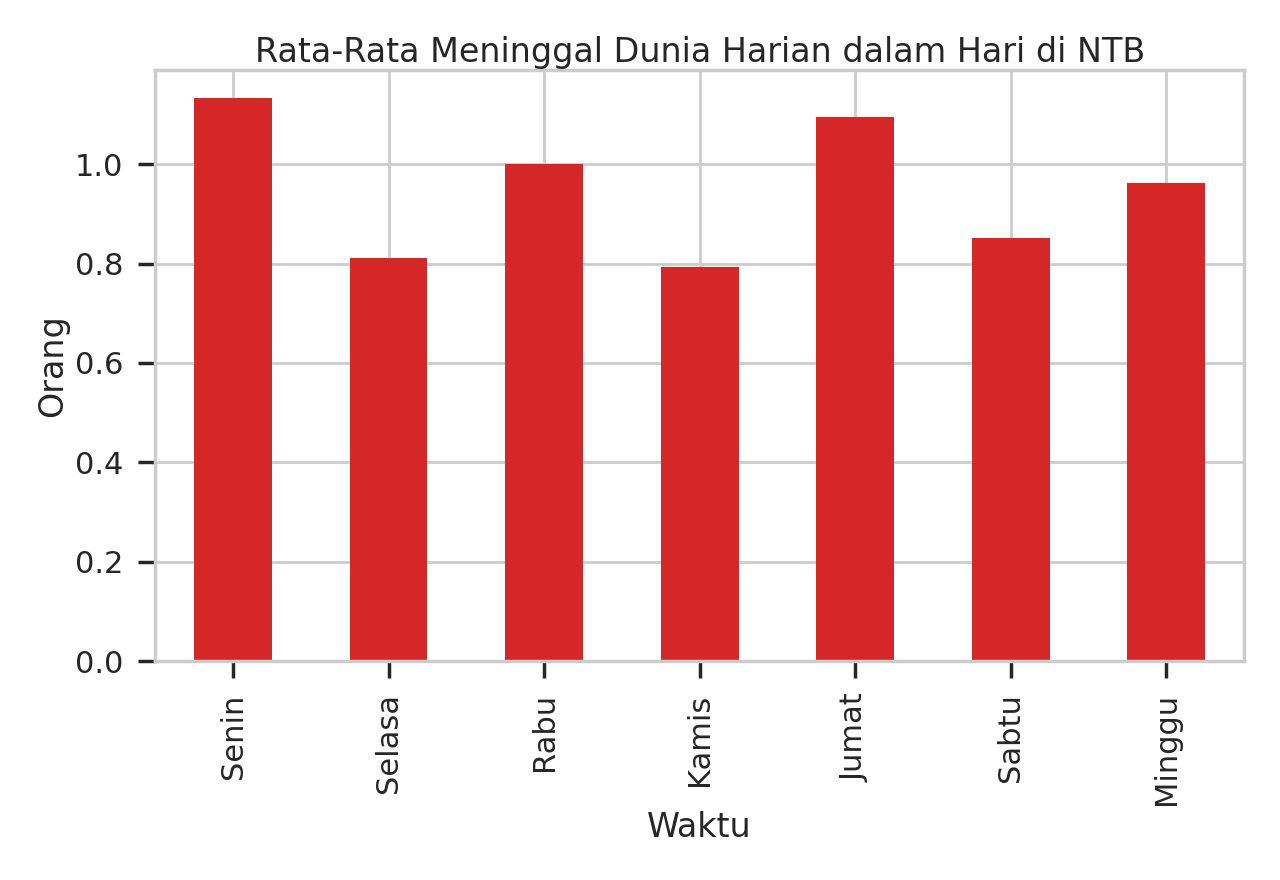 Rata-Rata Meninggal Dunia Harian dalam Hari di NTB
Orang
1.0
0.8
0.6
0.4
0.2
0.0
Senin
Selasa
Rabu
Kamis
Jumat
Sabtu
Minggu
Waktu